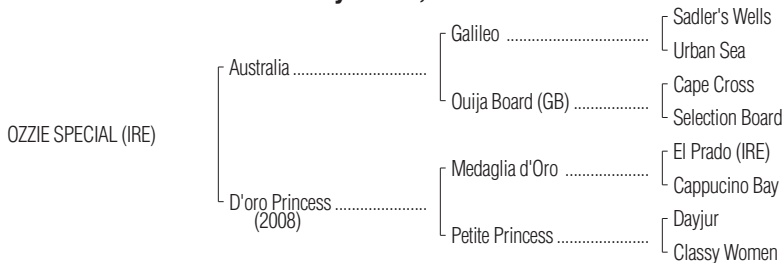 Sadler's Wells
Galileo ........................................
Urban Sea
Australia ...............................
Cape Cross
Ouija Board (GB) .....................
Selection Board
OZZIE SPECIAL (IRE)
El Prado (IRE)
Medaglia d'Oro .......................
Cappucino Bay
D'oro Princess .....................
(2008)
Dayjur
Petite Princess .........................
Classy Women